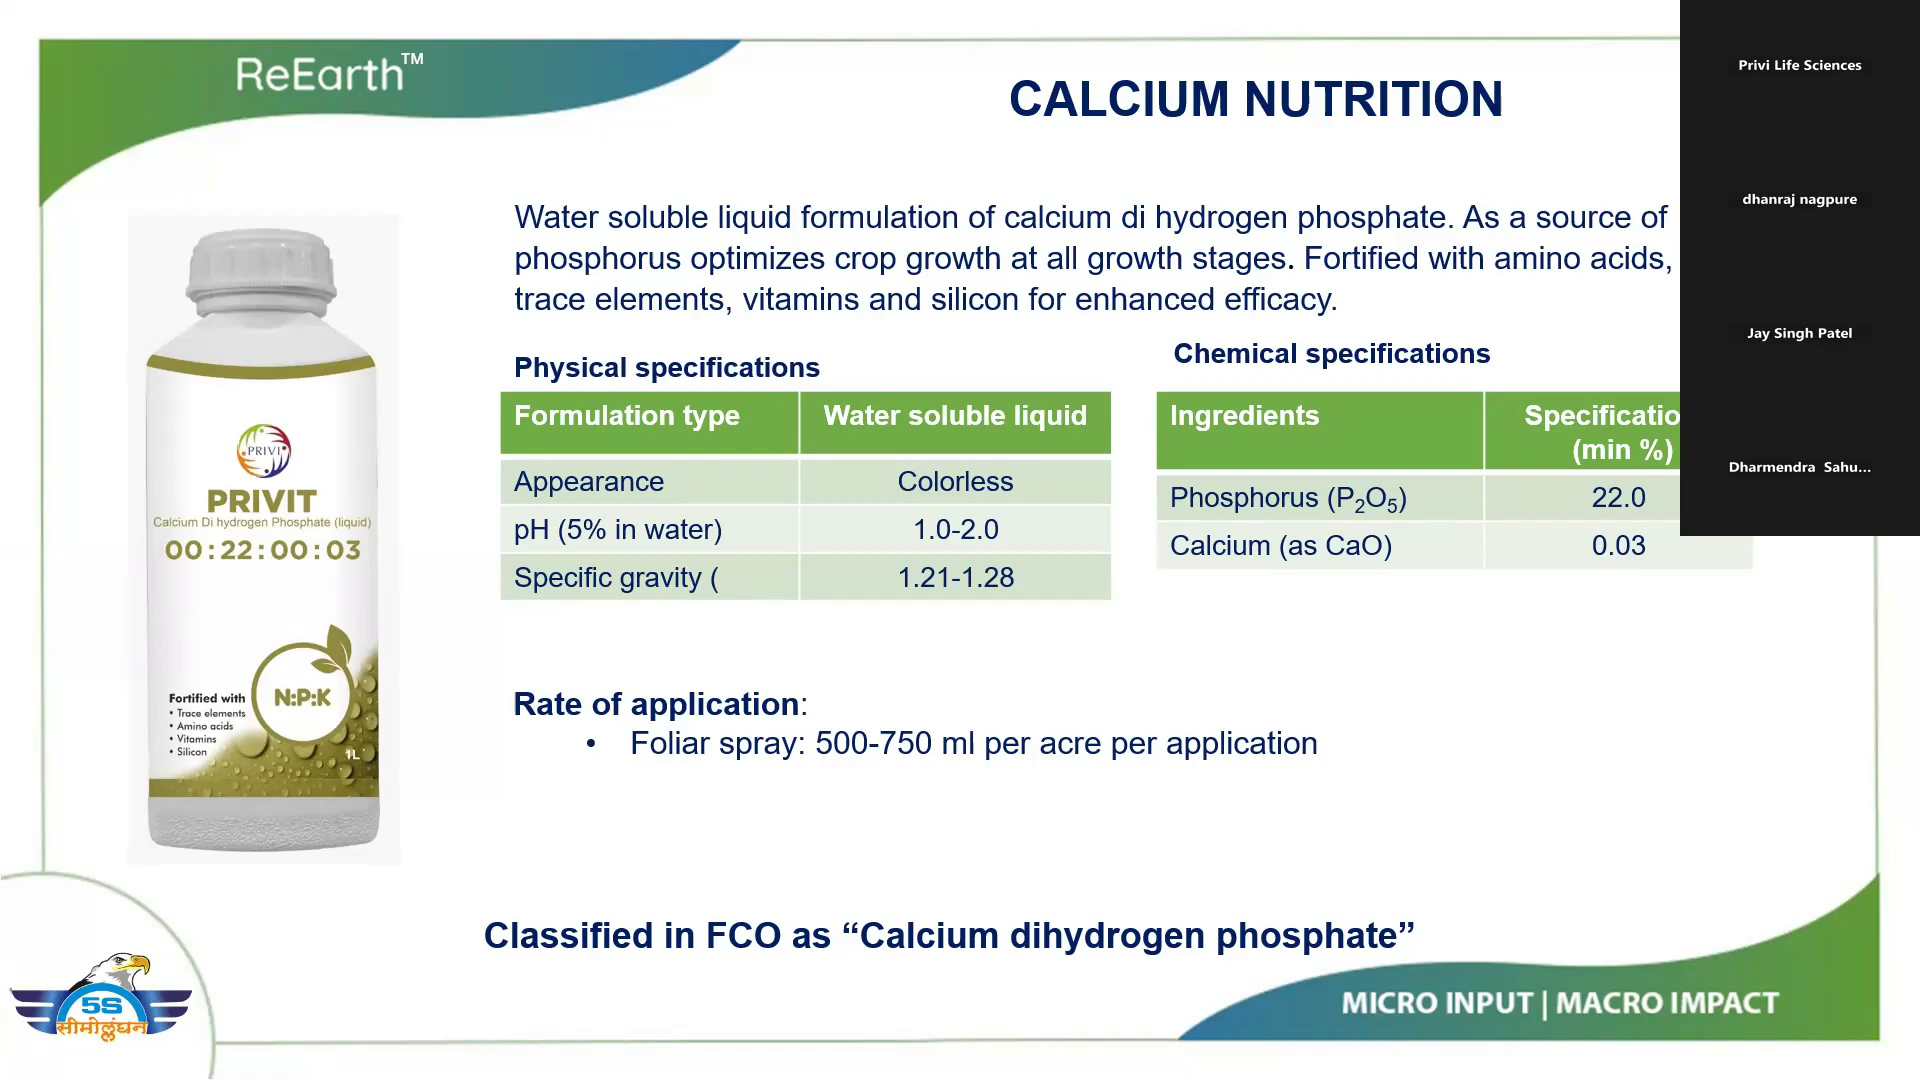 ReEarth™
CALCIUM NUTRITION
Water soluble liquid formulation of calcium di hydrogen phosphate. As a source of
phosphorus optimizes crop growth at all growth stages. Fortified with amino acids,
trace elements, vitamins and silicon for enhanced efficacy.
Physical specifications
Formulation type Water soluble liquid
Appearance Colorless
pH (5% in water) 1.0-2.0
Specific gravity ( 1.21-1.28
Chemical specifications
Ingredients Specificatio
(min %)
Phosphorus (P₂O₅) 22.0
Calcium (as CaO) 0.03
PRIVI
PRIVIT
Calcium Di hydrogen Phosphate (liquid)
00:22:00:03
Fortified with
• Trace elements
• Amino acids
• Vitamins
• Silicon
N:P:K
1L
Rate of application:
• Foliar spray: 500-750 ml per acre per application
Classified in FCO as “Calcium dihydrogen phosphate”
5S
सीमोल्लंघन
MICRO INPUT | MACRO IMPACT
Privi Life Sciences
dhanraj nagpure
Jay Singh Patel
Dharmendra Sahu...